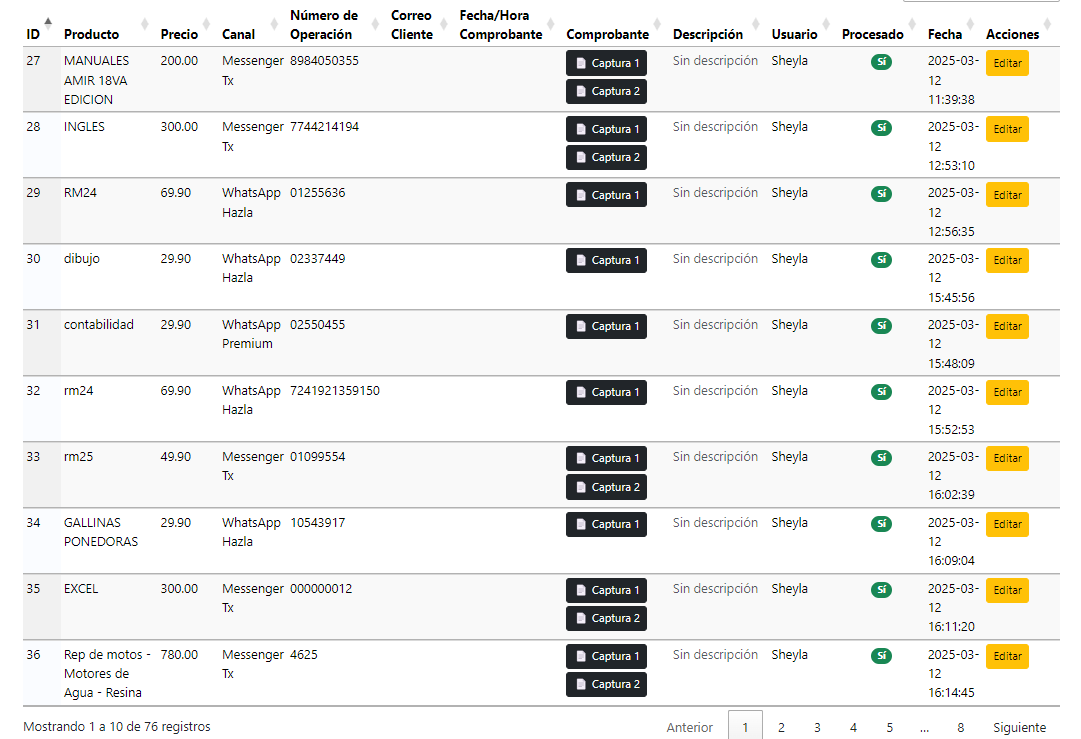 ID Producto Precio Canal Número de Operación Correo Cliente Fecha/Hora Comprobante Comprobante Descripción Usuario Procesado Fecha Acciones
27 MANUALES 200.00 Messenger 8984050355 Captura 1 Sin descripción Sheyla Sí 2025-03- Editar
AMIR 18VA Tx Captura 2 12
EDICION 11:39:38
28 INGLES 300.00 Messenger 7744214194 Captura 1 Sin descripción Sheyla Sí 2025-03- Editar
Tx Captura 2 12
12:53:10
29 RM24 69.90 WhatsApp 01255636 Captura 1 Sin descripción Sheyla Sí 2025-03- Editar
Hazla 12
12:56:35
30 dibujo 29.90 WhatsApp 02337449 Captura 1 Sin descripción Sheyla Sí 2025-03- Editar
Hazla 12
15:45:56
31 contabilidad 29.90 WhatsApp 02550455 Captura 1 Sin descripción Sheyla Sí 2025-03- Editar
Premium 12
15:48:09
32 rm24 69.90 WhatsApp 7241921359150 Captura 1 Sin descripción Sheyla Sí 2025-03- Editar
Hazla 12
15:52:53
33 rm25 49.90 Messenger 01099554 Captura 1 Sin descripción Sheyla Sí 2025-03- Editar
Tx Captura 2 12
16:02:39
34 GALLINAS 29.90 WhatsApp 10543917 Captura 1 Sin descripción Sheyla Sí 2025-03- Editar
PONEDORAS Hazla 12
16:09:04
35 EXCEL 300.00 Messenger 000000012 Captura 1 Sin descripción Sheyla Sí 2025-03- Editar
Tx Captura 2 12
16:11:20
36 Rep de motos - 780.00 Messenger 4625 Captura 1 Sin descripción Sheyla Sí 2025-03- Editar
Motores de Tx Captura 2 12
Agua - Resina 16:14:45
Mostrando 1 a 10 de 76 registros Anterior 1 2 3 4 5 ... 8 Siguiente